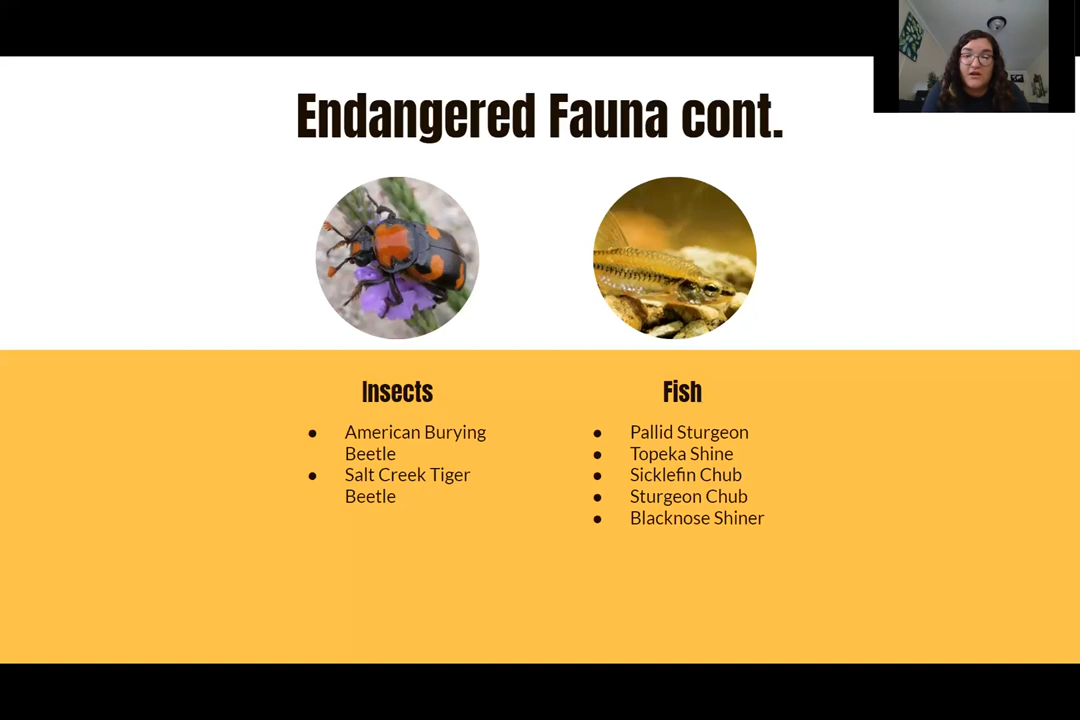 Endangered Fauna cont.
Insects
● American Burying
Beetle
● Salt Creek Tiger
Beetle
Fish
● Pallid Sturgeon
● Topeka Shine
● Sicklefin Chub
● Sturgeon Chub
● Blacknose Shiner